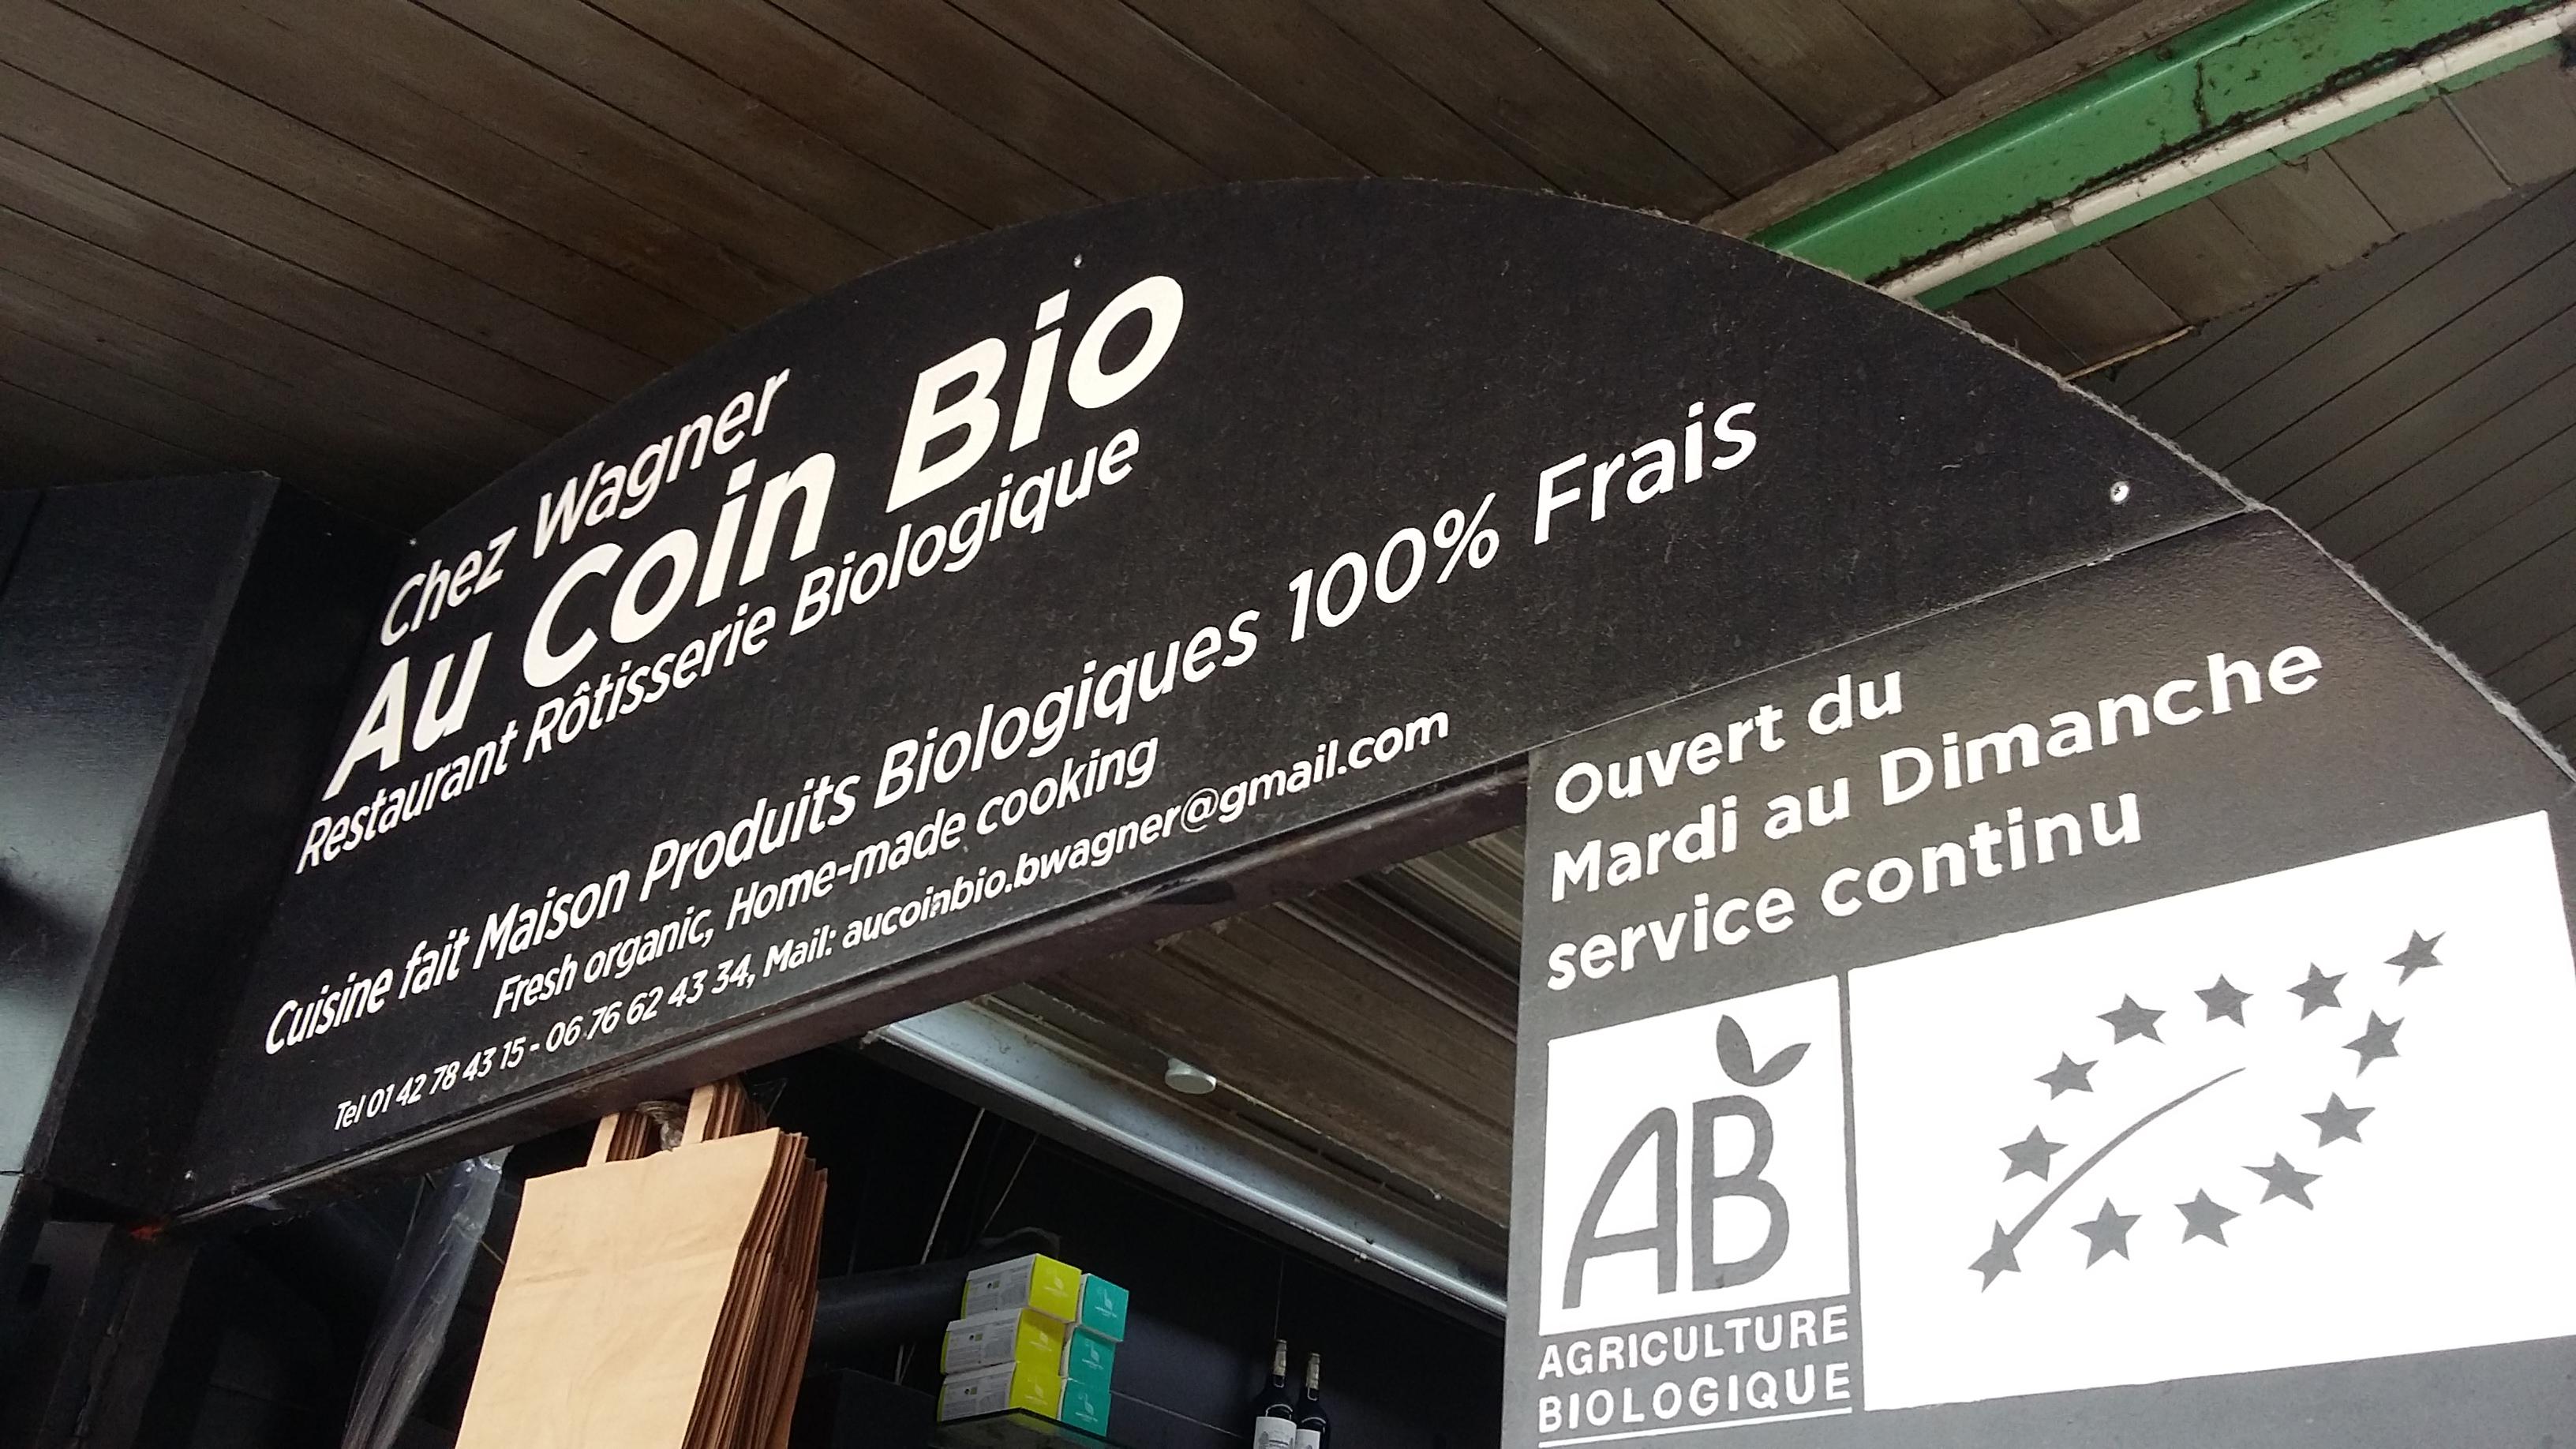 Chez Wagner
Au Coin Bio
Restaurant Rôtisserie Biologique
Cuisine fait Maison Produits Biologiques 100% Frais
Fresh organic, Home-made cooking
Tel 01 42 78 43 15 - 06 76 62 43 34, Mail: aucoinbio.bwagner@gmail.com
Ouvert du
Mardi au Dimanche
service continu
AB
AGRICULTURE
BIOLOGIQUE